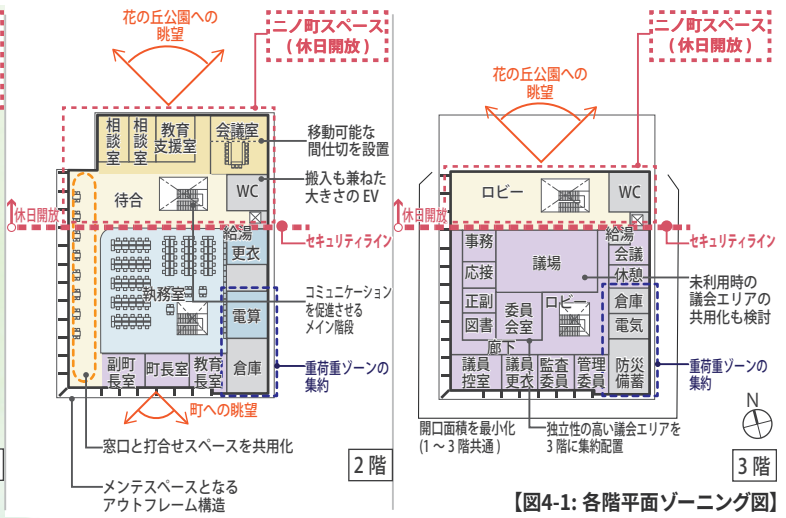 花の丘公園への
眺望
ニノ町スペース
(休日開放)
相談室
相談室
教育
支援室
会議室
移動可能な
間仕切を設置
待合
WC
搬入も兼ねた
大きさの EV
休日開放
セキュリティライン
給湯
更衣
執務室
電算
コミュニケーション
を促進させる
メイン階段
副町
長室
町長室
教育
長室
倉庫
重荷重ゾーンの
集約
町への眺望
窓口と打合せスペースを共用化
2 階
メンテスペースとなる
アウトフレーム構造
花の丘公園への
眺望
ニノ町スペース
(休日開放)
ロビー
WC
休日開放
セキュリティライン
事務
議場
給湯
会議
応接
休憩
未利用時の
議会エリアの
共用化も検討
正副
委員
会室
ロビー
倉庫
図書
電気
廊下
重荷重ゾーンの
集約
議員
控室
議員
更衣
監査
委員
管理
委員
防災
備蓄
開口面積を最小化
(1 ~ 3 階共通)
独立性の高い議会エリアを
3 階に集約配置
N
3 階
【図4-1: 各階平面ゾーニング図】